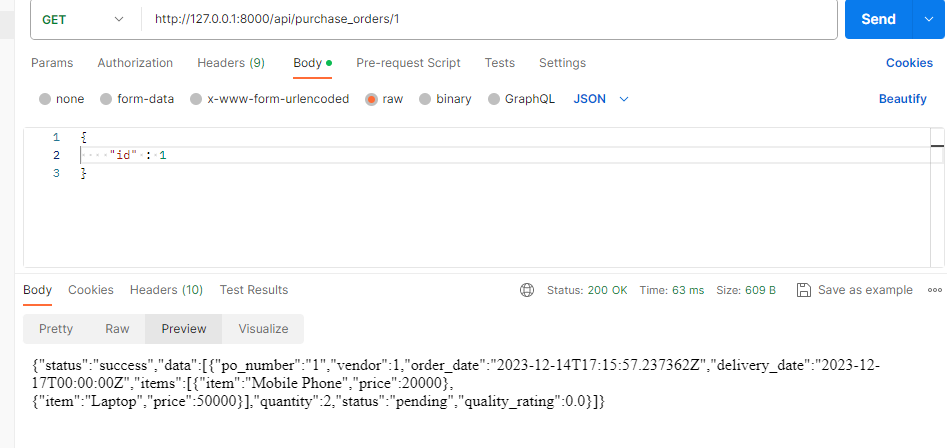 GET http://127.0.0.1:8000/api/purchase_orders/1 Send
Params Authorization Headers (9) Body Pre-request Script Tests Settings Cookies
none form-data x-www-form-urlencoded raw binary GraphQL JSON Beautify
1 {
2 "id" : 1
3 }
Body Cookies Headers (10) Test Results Status: 200 OK Time: 63 ms Size: 609 B Save as example
Pretty Raw Preview Visualize
{"status":"success","data":[{"po_number":"1","vendor":1,"order_date":"2023-12-14T17:15:57.237362Z","delivery_date":"2023-12-
17T00:00:00Z","items":[{"item":"Mobile Phone","price":20000},
{"item":"Laptop","price":50000}],"quantity":2,"status":"pending","quality_rating":0.0}]}